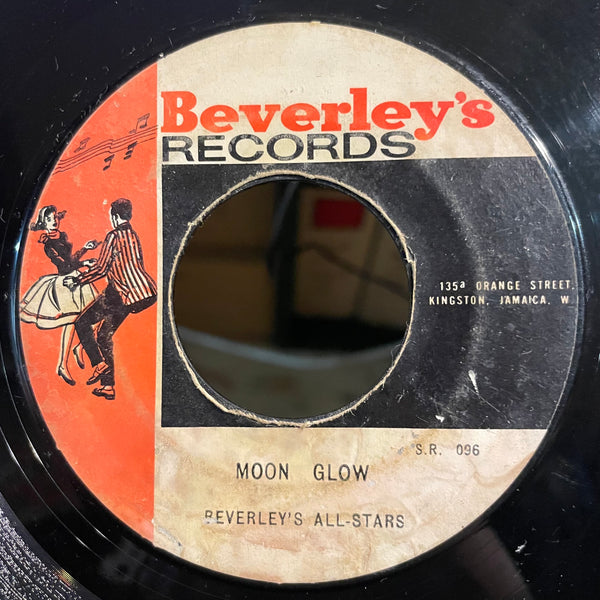 Beverley's
RECORDS
135a ORANGE STREET,
KINGSTON, JAMAICA, W
S.R. 096
MOON GLOW
BEVERLEY'S ALL-STARS